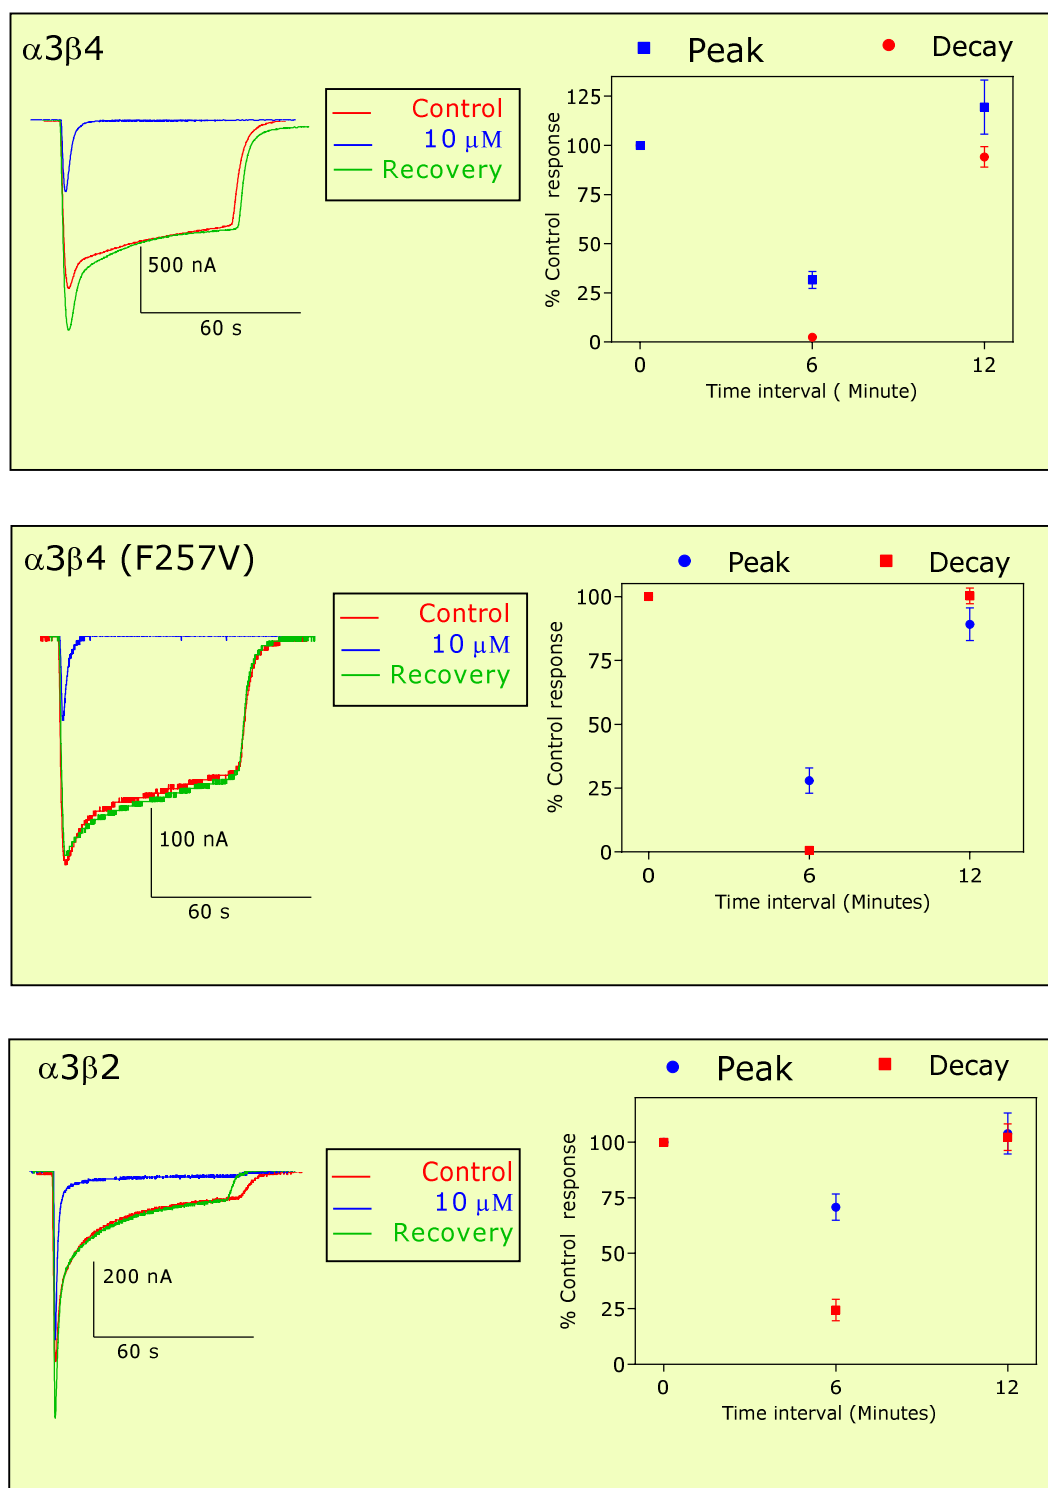 α3β4
Peak
Decay
Control
10 μM
Recovery
500 nA
60 s
% Control response
125
100
75
50
25
0
0
6
12
Time interval ( Minute)
α3β4 (F257V)
Peak
Decay
Control
10 μM
Recovery
100 nA
60 s
% Control response
100
75
50
25
0
0
6
12
Time interval (Minutes)
α3β2
Peak
Decay
Control
10 μM
Recovery
200 nA
60 s
% Control response
100
75
50
25
0
0
6
12
Time interval (Minutes)